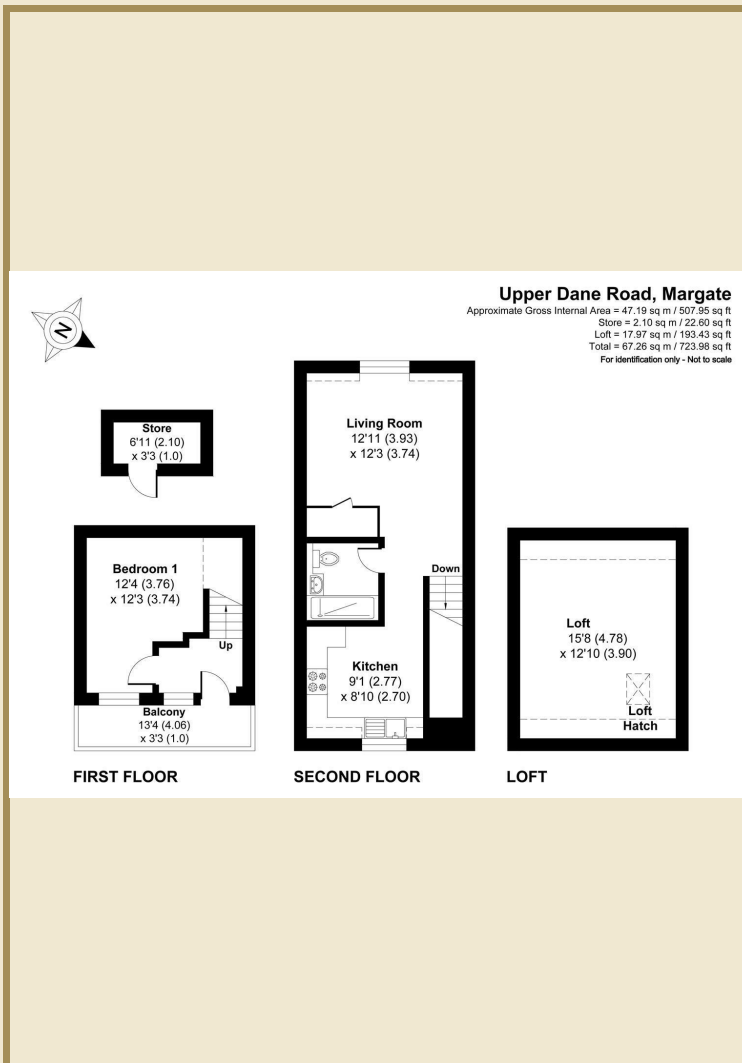 Upper Dane Road, Margate
Approximate Gross Internal Area = 47.19 sq m / 507.95 sq ft
Store = 2.10 sq m / 22.60 sq ft
Loft = 17.97 sq m / 193.43 sq ft
Total = 67.26 sq m / 723.98 sq ft
For identification only - Not to scale
N
Store
6'11 (2.10)
x 3'3 (1.0)
Bedroom 1
12'4 (3.76)
x 12'3 (3.74)
Up
Balcony
13'4 (4.06)
x 3'3 (1.0)
FIRST FLOOR
Living Room
12'11 (3.93)
x 12'3 (3.74)
Down
Kitchen
9'1 (2.77)
x 8'10 (2.70)
SECOND FLOOR
Loft
15'8 (4.78)
x 12'10 (3.90)
Loft
Hatch
LOFT